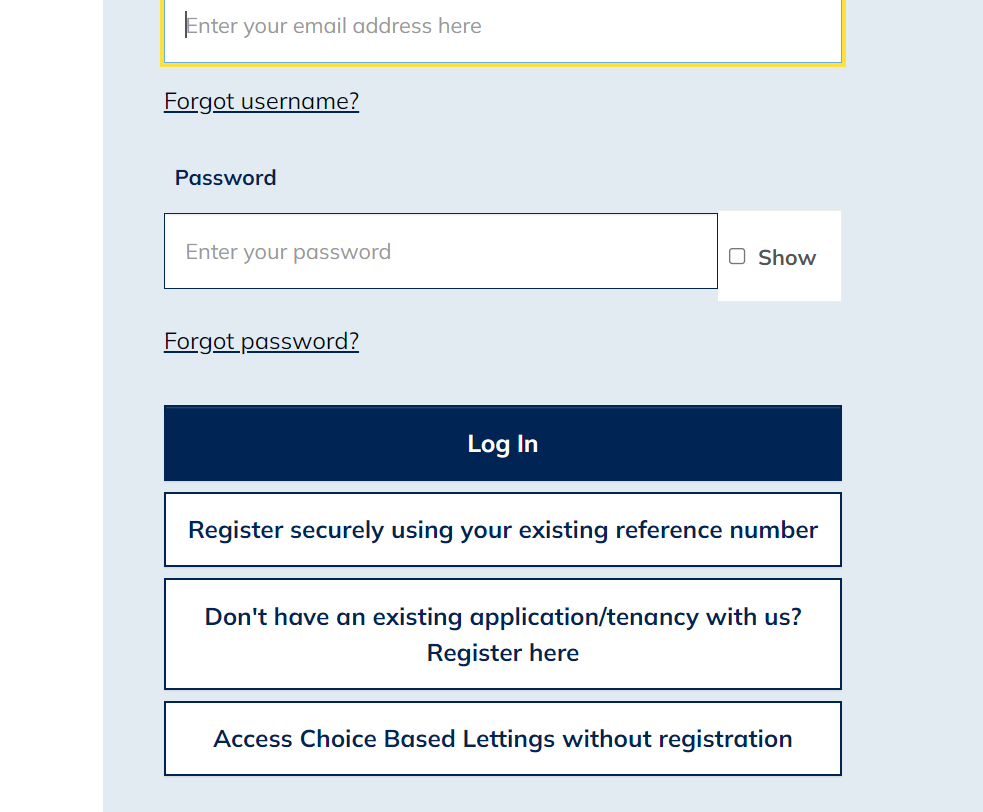 Enter your email address here
Forgot username?
Password
Enter your password
Show
Forgot password?
Log In
Register securely using your existing reference number
Don't have an existing application/tenancy with us?
Register here
Access Choice Based Lettings without registration